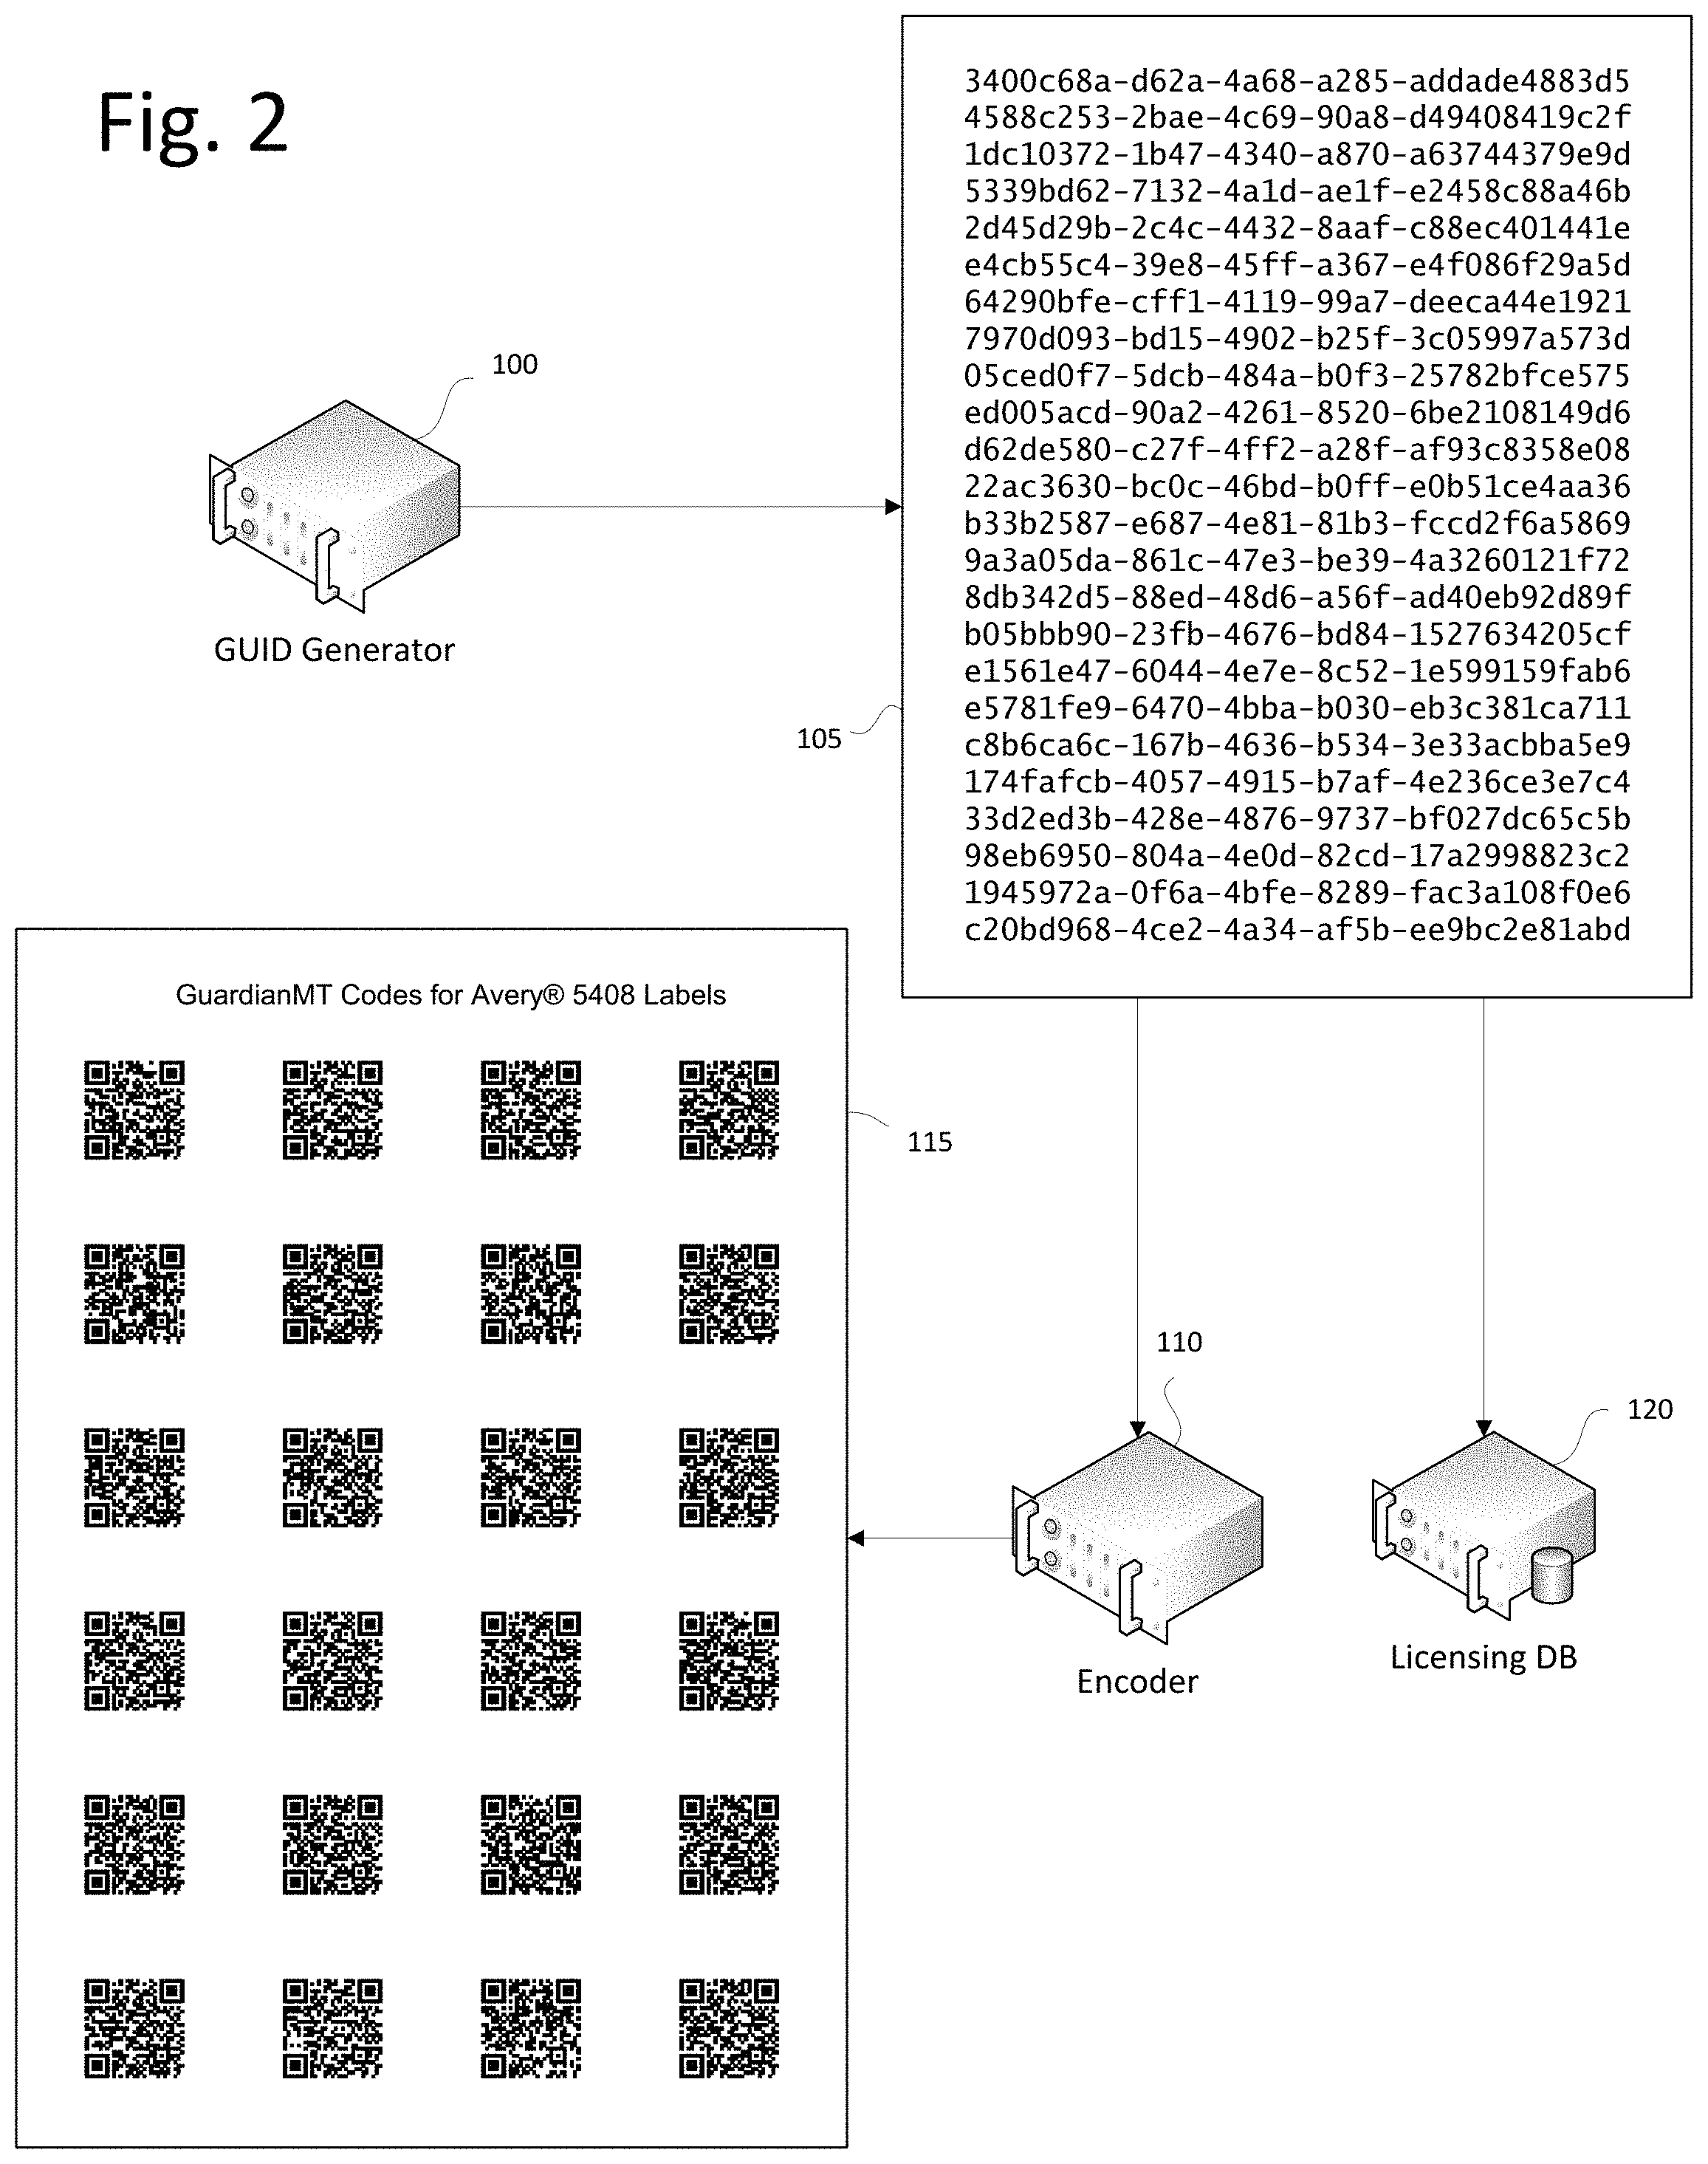 Fig. 2
3400c68a-d62a-4a68-a285-addade4883d5
4588c253-2bae-4c69-90a8-d49408419c2f
1dc10372-1b47-4340-a870-a63744379e9d
5339bd62-7132-4a1d-ae1f-e2458c88a46b
2d45d29b-2c4c-4432-8aaf-c88ec401441e
e4cb55c4-39e8-45ff-a367-e4f086f29a5d
64290bfe-cff1-4119-99a7-deeca44e1921
7970d093-bd15-4902-b25f-3c05997a573d
05ced0f7-5dcb-484a-b0f3-25782bfce575
ed005acd-90a2-4261-8520-6be2108149d6
d62de580-c27f-4ff2-a28f-af93c8358e08
22ac3630-bc0c-46bd-b0ff-e0b51ce4aa36
b33b2587-e687-4e81-81b3-fccd2f6a5869
9a3a05da-861c-47e3-be39-4a3260121f72
8db342d5-88ed-48d6-a56f-ad40eb92d89f
b05bbb90-23fb-4676-bd84-1527634205cf
e1561e47-6044-4e7e-8c52-1e599159fab6
e5781fe9-6470-4bba-b030-eb3c381ca711
c8b6ca6c-167b-4636-b534-3e33acbba5e9
174fafcb-4057-4915-b7af-4e236ce3e7c4
33d2ed3b-428e-4876-9737-bf027dc65c5b
98eb6950-804a-4e0d-82cd-17a2998823c2
1945972a-0f6a-4bfe-8289-fac3a108f0e6
c20bd968-4ce2-4a34-af5b-ee9bc2e81abd
100
GUID Generator
105
GuardianMT Codes for Avery® 5408 Labels
115
110
120
Encoder
Licensing DB